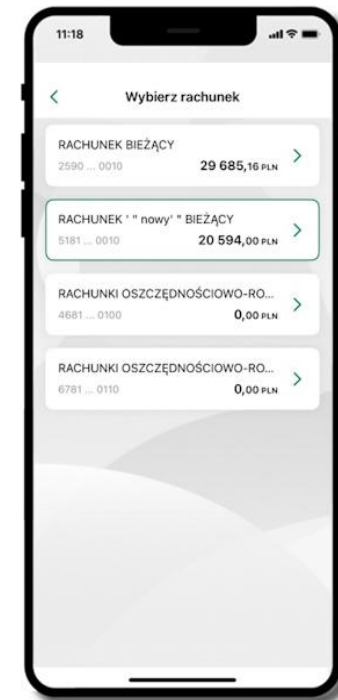 11:18
Wybierz rachunek
RACHUNEK BIEŻĄCY
2590 ... 0010 29 685,16 PLN
RACHUNEK ' " nowy' " BIEŻĄCY
5181 ... 0010 20 594,00 PLN
RACHUNKI OSZCZĘDNOŚCIOWO-RO...
4681 ... 0100 0,00 PLN
RACHUNKI OSZCZĘDNOŚCIOWO-RO...
6781 ... 0110 0,00 PLN